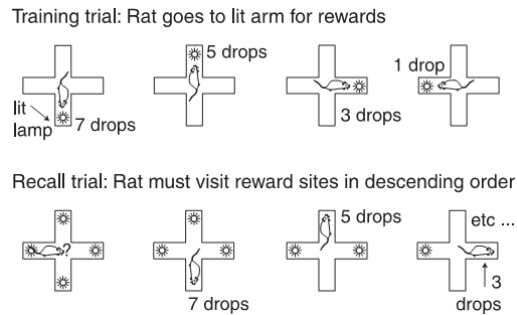 Training trial: Rat goes to lit arm for rewards
lit
lamp
7 drops
5 drops
3 drops
1 drop
Recall trial: Rat must visit reward sites in descending order
?
7 drops
5 drops
etc ...
3
drops